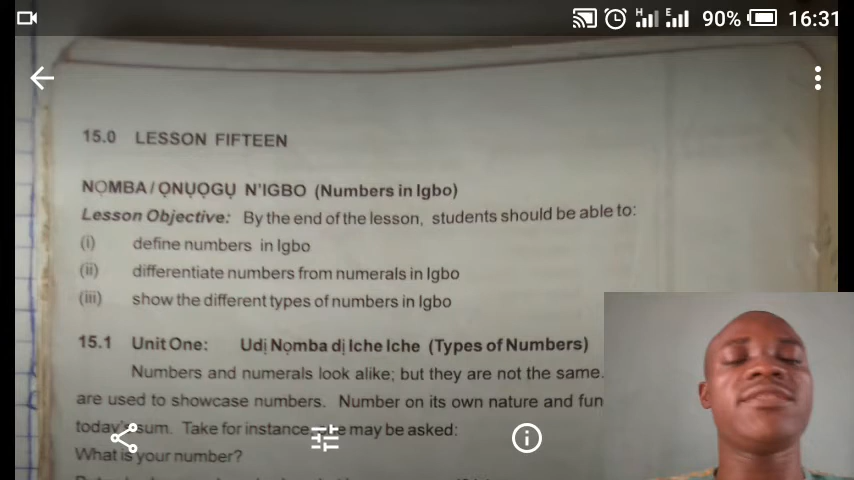 90% 16:31
H E
15.0 LESSON FIFTEEN
NỌMBA / ỌNỤỌGỤ N'IGBO (Numbers in Igbo)
Lesson Objective: By the end of the lesson, students should be able to:
(i) define numbers in Igbo
(ii) differentiate numbers from numerals in Igbo
(iii) show the different types of numbers in Igbo
15.1 Unit One: Udị Nọmba dị Iche Iche (Types of Numbers)
Numbers and numerals look alike; but they are not the same.
are used to showcase numbers. Number on its own nature and fun
today's sum. Take for instance may be asked:
What is your number?